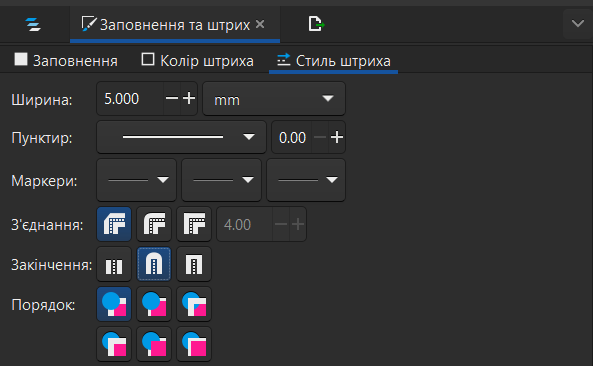 Заповнення та штрих
Заповнення Колір штриха Стиль штриха
Ширина: 5.000 mm
Пунктир: 0.00
Маркери:
З'єднання: 4.00
Закінчення:
Порядок: